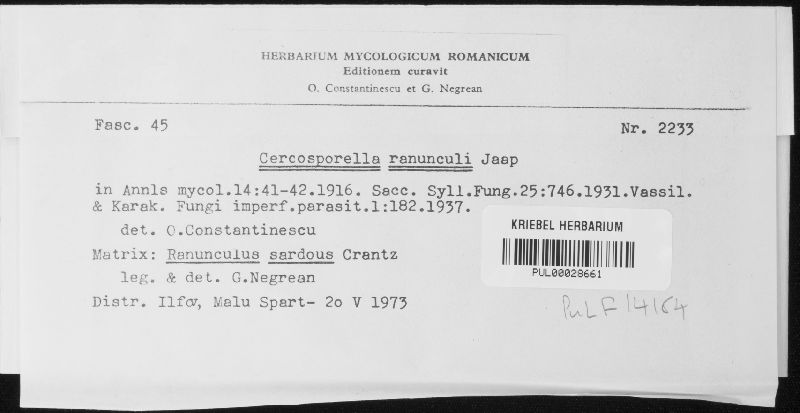 HERBARIUM MYCOLOGICUM ROMANICUM
Editionem curavit
O. Constantinescu et G. Negrean
Fasc. 45
Nr. 2233
Cercosporella ranunculi Jaap
in Annls mycol.14:41-42.1916. Sacc. Syll.Fung.25:746.1931.Vassil.
& Karak. Fungi imperf.parasit.1:182.1937.
det. O.Constantinescu
Matrix: Ranunculus sardous Crantz
leg. & det. G.Negrean
Distr. Ilfov, Malu Spart- 2o V 1973
KRIEBEL HERBARIUM
PUL00028661
PuL F14164